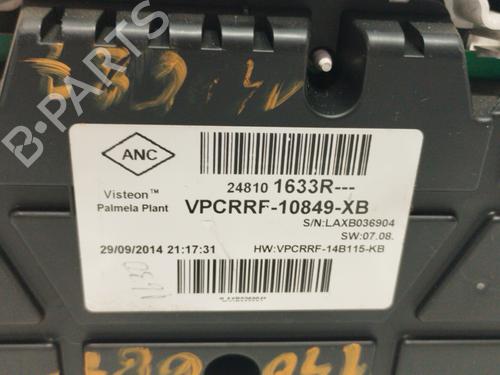 B-Parts
ANC
24810 1633R---
Visteon™
VPCRRF-10849-XB
Palmela Plant
S/N:LAXB036904
SW:07.08.
29/09/2014 21:17:31
HW:VPCRRF-14B115-KB